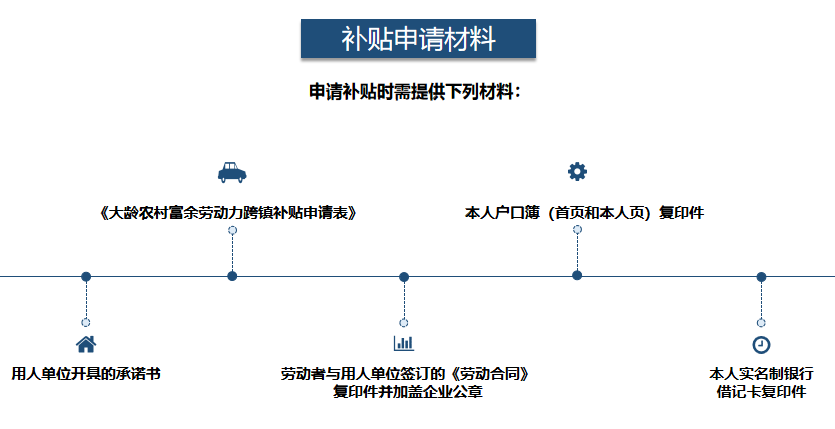 补贴申请材料
申请补贴时需提供下列材料：
《大龄农村富余劳动力跨镇补贴申请表》
本人户口簿（首页和本人页）复印件
用人单位开具的承诺书
劳动者与用人单位签订的《劳动合同》
复印件并加盖企业公章
本人实名制银行
借记卡复印件